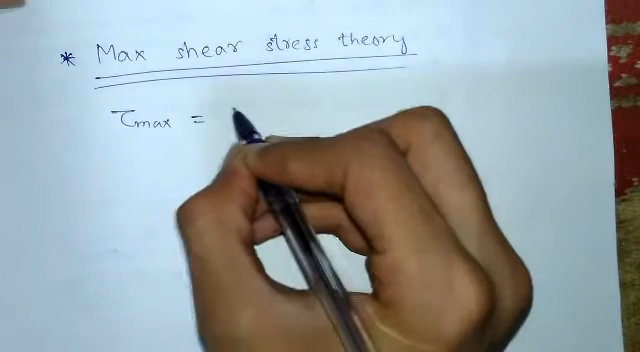 * Max shear stress theory
τmax =